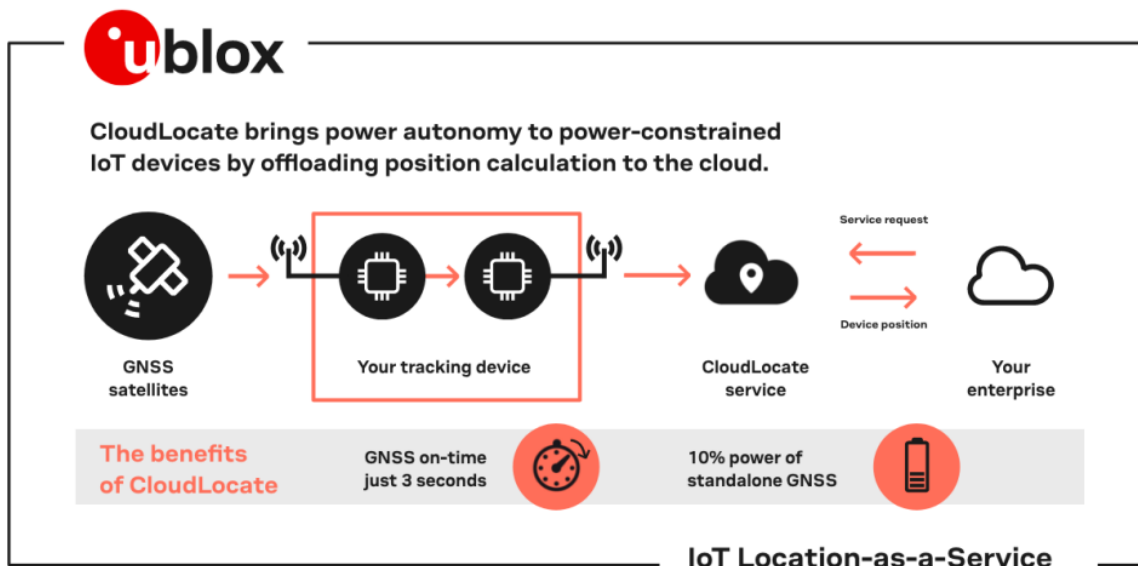 ublox
CloudLocate brings power autonomy to power-constrained
IoT devices by offloading position calculation to the cloud.
Service request
Device position
GNSS
satellites
Your tracking device
CloudLocate
service
Your
enterprise
The benefits
of CloudLocate
GNSS on-time
just 3 seconds
10% power of
standalone GNSS
IoT Location-as-a-Service